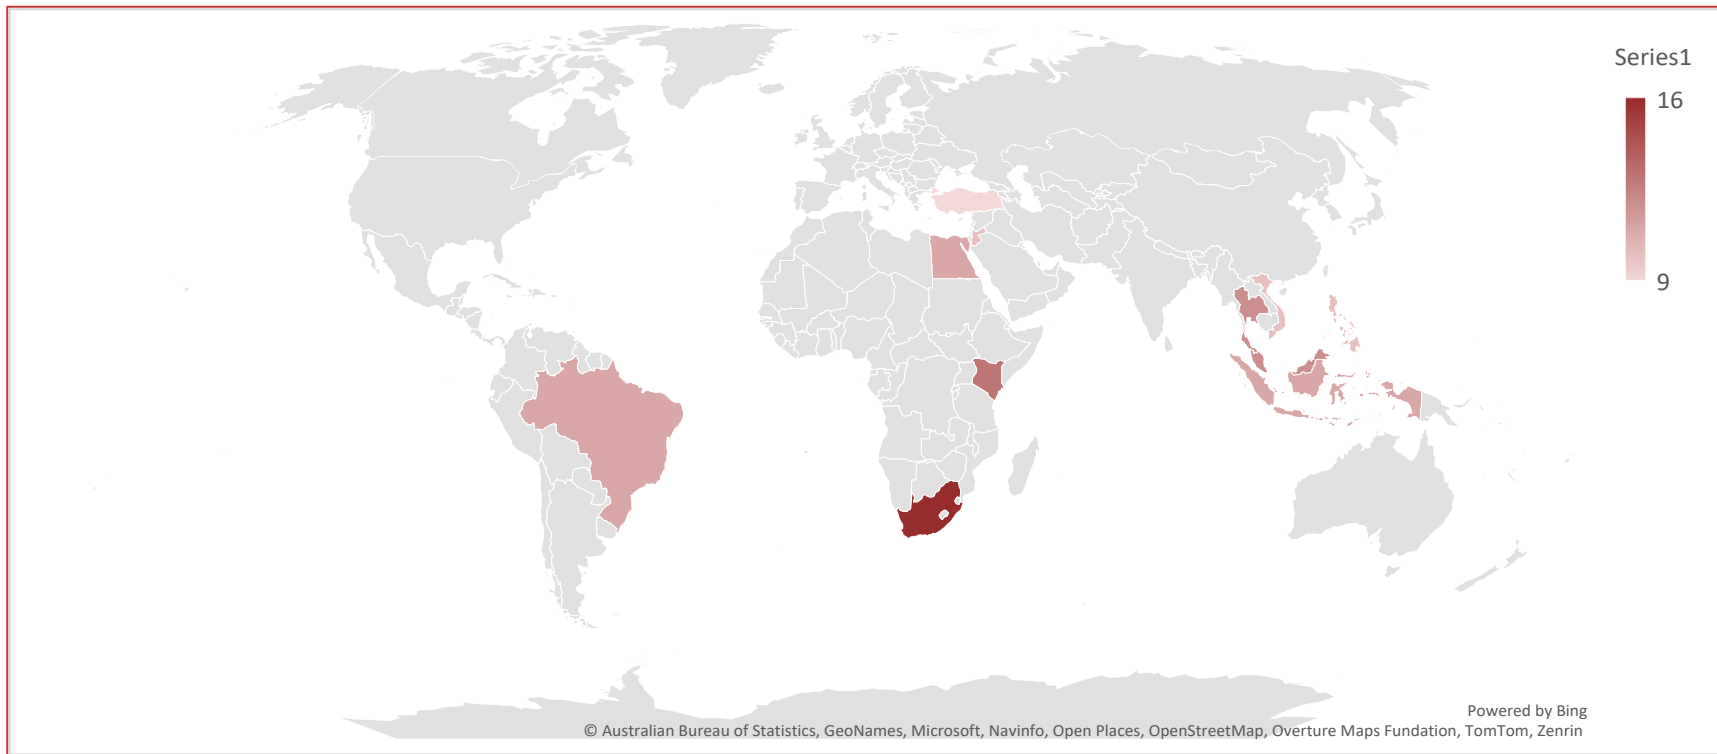 Series1
16
9
Powered by Bing
© Australian Bureau of Statistics, GeoNames, Microsoft, Navinfo, Open Places, OpenStreetMap, Overture Maps Fundation, TomTom, Zenrin